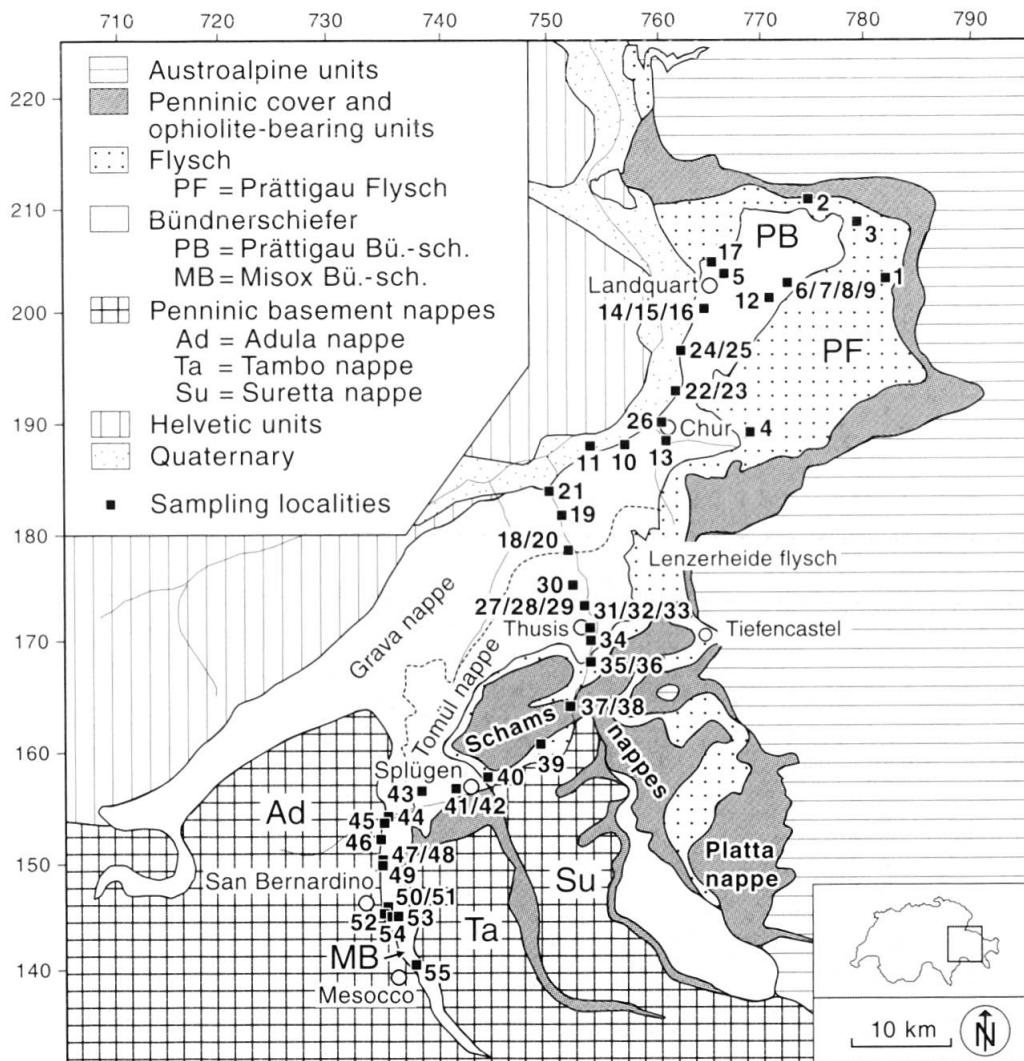 710 720 730 740 750 760 770 780 790
Austroalpine units
Penninic cover and
ophiolite-bearing units
Flysch
PF = Prättigau Flysch
Bündnerschiefer
PB = Prättigau Bü.-sch.
MB = Misox Bü.-sch.
Penninic basement nappes
Ad = Adula nappe
Ta = Tambo nappe
Su = Suretta nappe
Helvetic units
Quaternary
Sampling localities
220
210
200
190
180
170
160
150
140
2
PB
3
17
5
1
Landquart
6/7/8/9
12
14/15/16
PF
24/25
22/23
26
Chur
4
11
10
13
21
19
18/20
Lenzerheide flysch
30
27/28/29
31/32/33
Thusis
34
Tiefencastel
35/36
Grava nappe
Tomül nappe
37/38
Schams
nappes
39
Splügen
40
43
41/42
Ad
45
44
46
47/48
49
Platta
nappe
San Bernardino
50/51
Su
52
53
54
Ta
MB
55
Mesocco
10 km
N